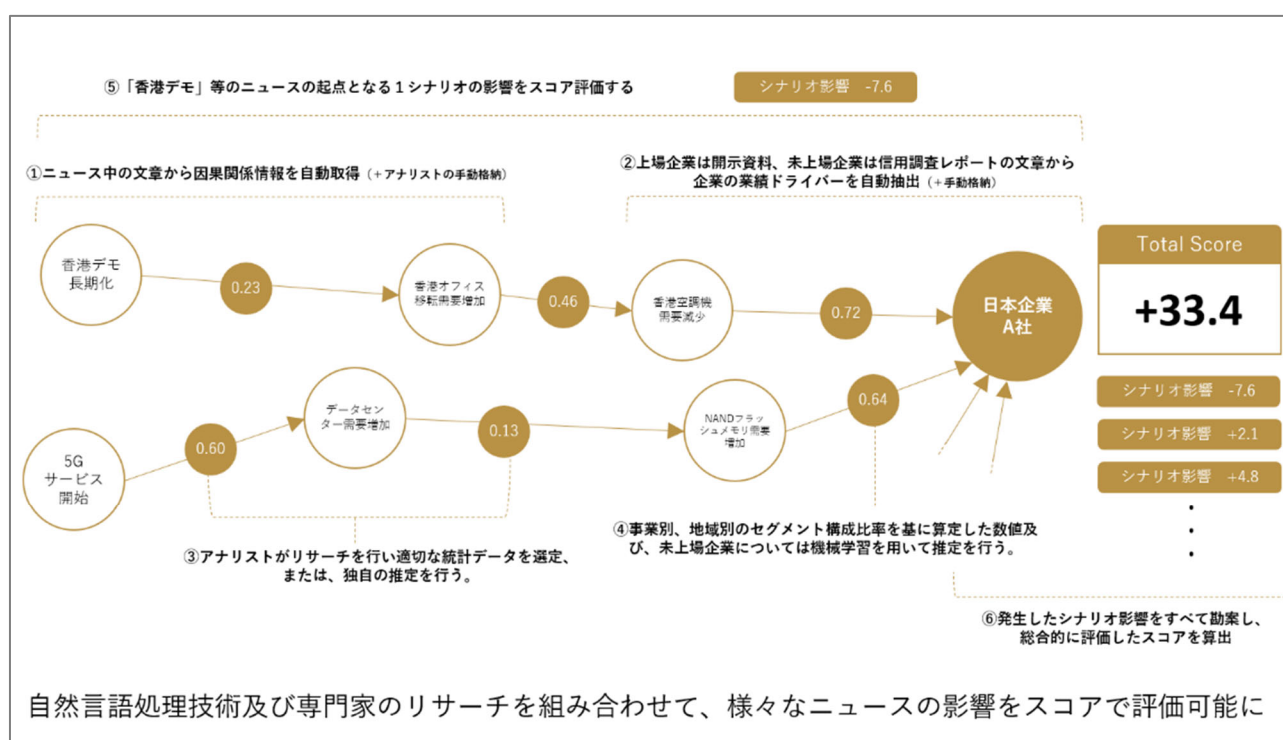 ⑤「香港デモ」等のニュースの起点となる１シナリオの影響をスコア評価する
シナリオ影響 -7.6
①ニュース中の文章から因果関係情報を自動取得（＋アナリストの手動格納）
②上場企業は開示資料、未上場企業は信用調査レポートの文章から
企業の業績ドライバーを自動抽出（＋手動格納）
香港デモ
長期化
0.23
香港オフィス
移転需要増加
0.46
香港空調機
需要減少
0.72
日本企業
A社
Total Score
+33.4
シナリオ影響 -7.6
シナリオ影響 +2.1
シナリオ影響 +4.8
・
・
・
5G
サービス
開始
0.60
データセン
ター需要増加
0.13
NANDフラッ
シュメモリ需要
増加
0.64
③アナリストがリサーチを行い適切な統計データを選定、
または、独自の推定を行う。
④事業別、地域別のセグメント構成比率を基に算定した数値及
び、未上場企業については機械学習を用いて推定を行う。
⑥発生したシナリオ影響をすべて勘案し、
総合的に評価したスコアを算出
自然言語処理技術及び専門家のリサーチを組み合わせて、様々なニュースの影響をスコアで評価可能に